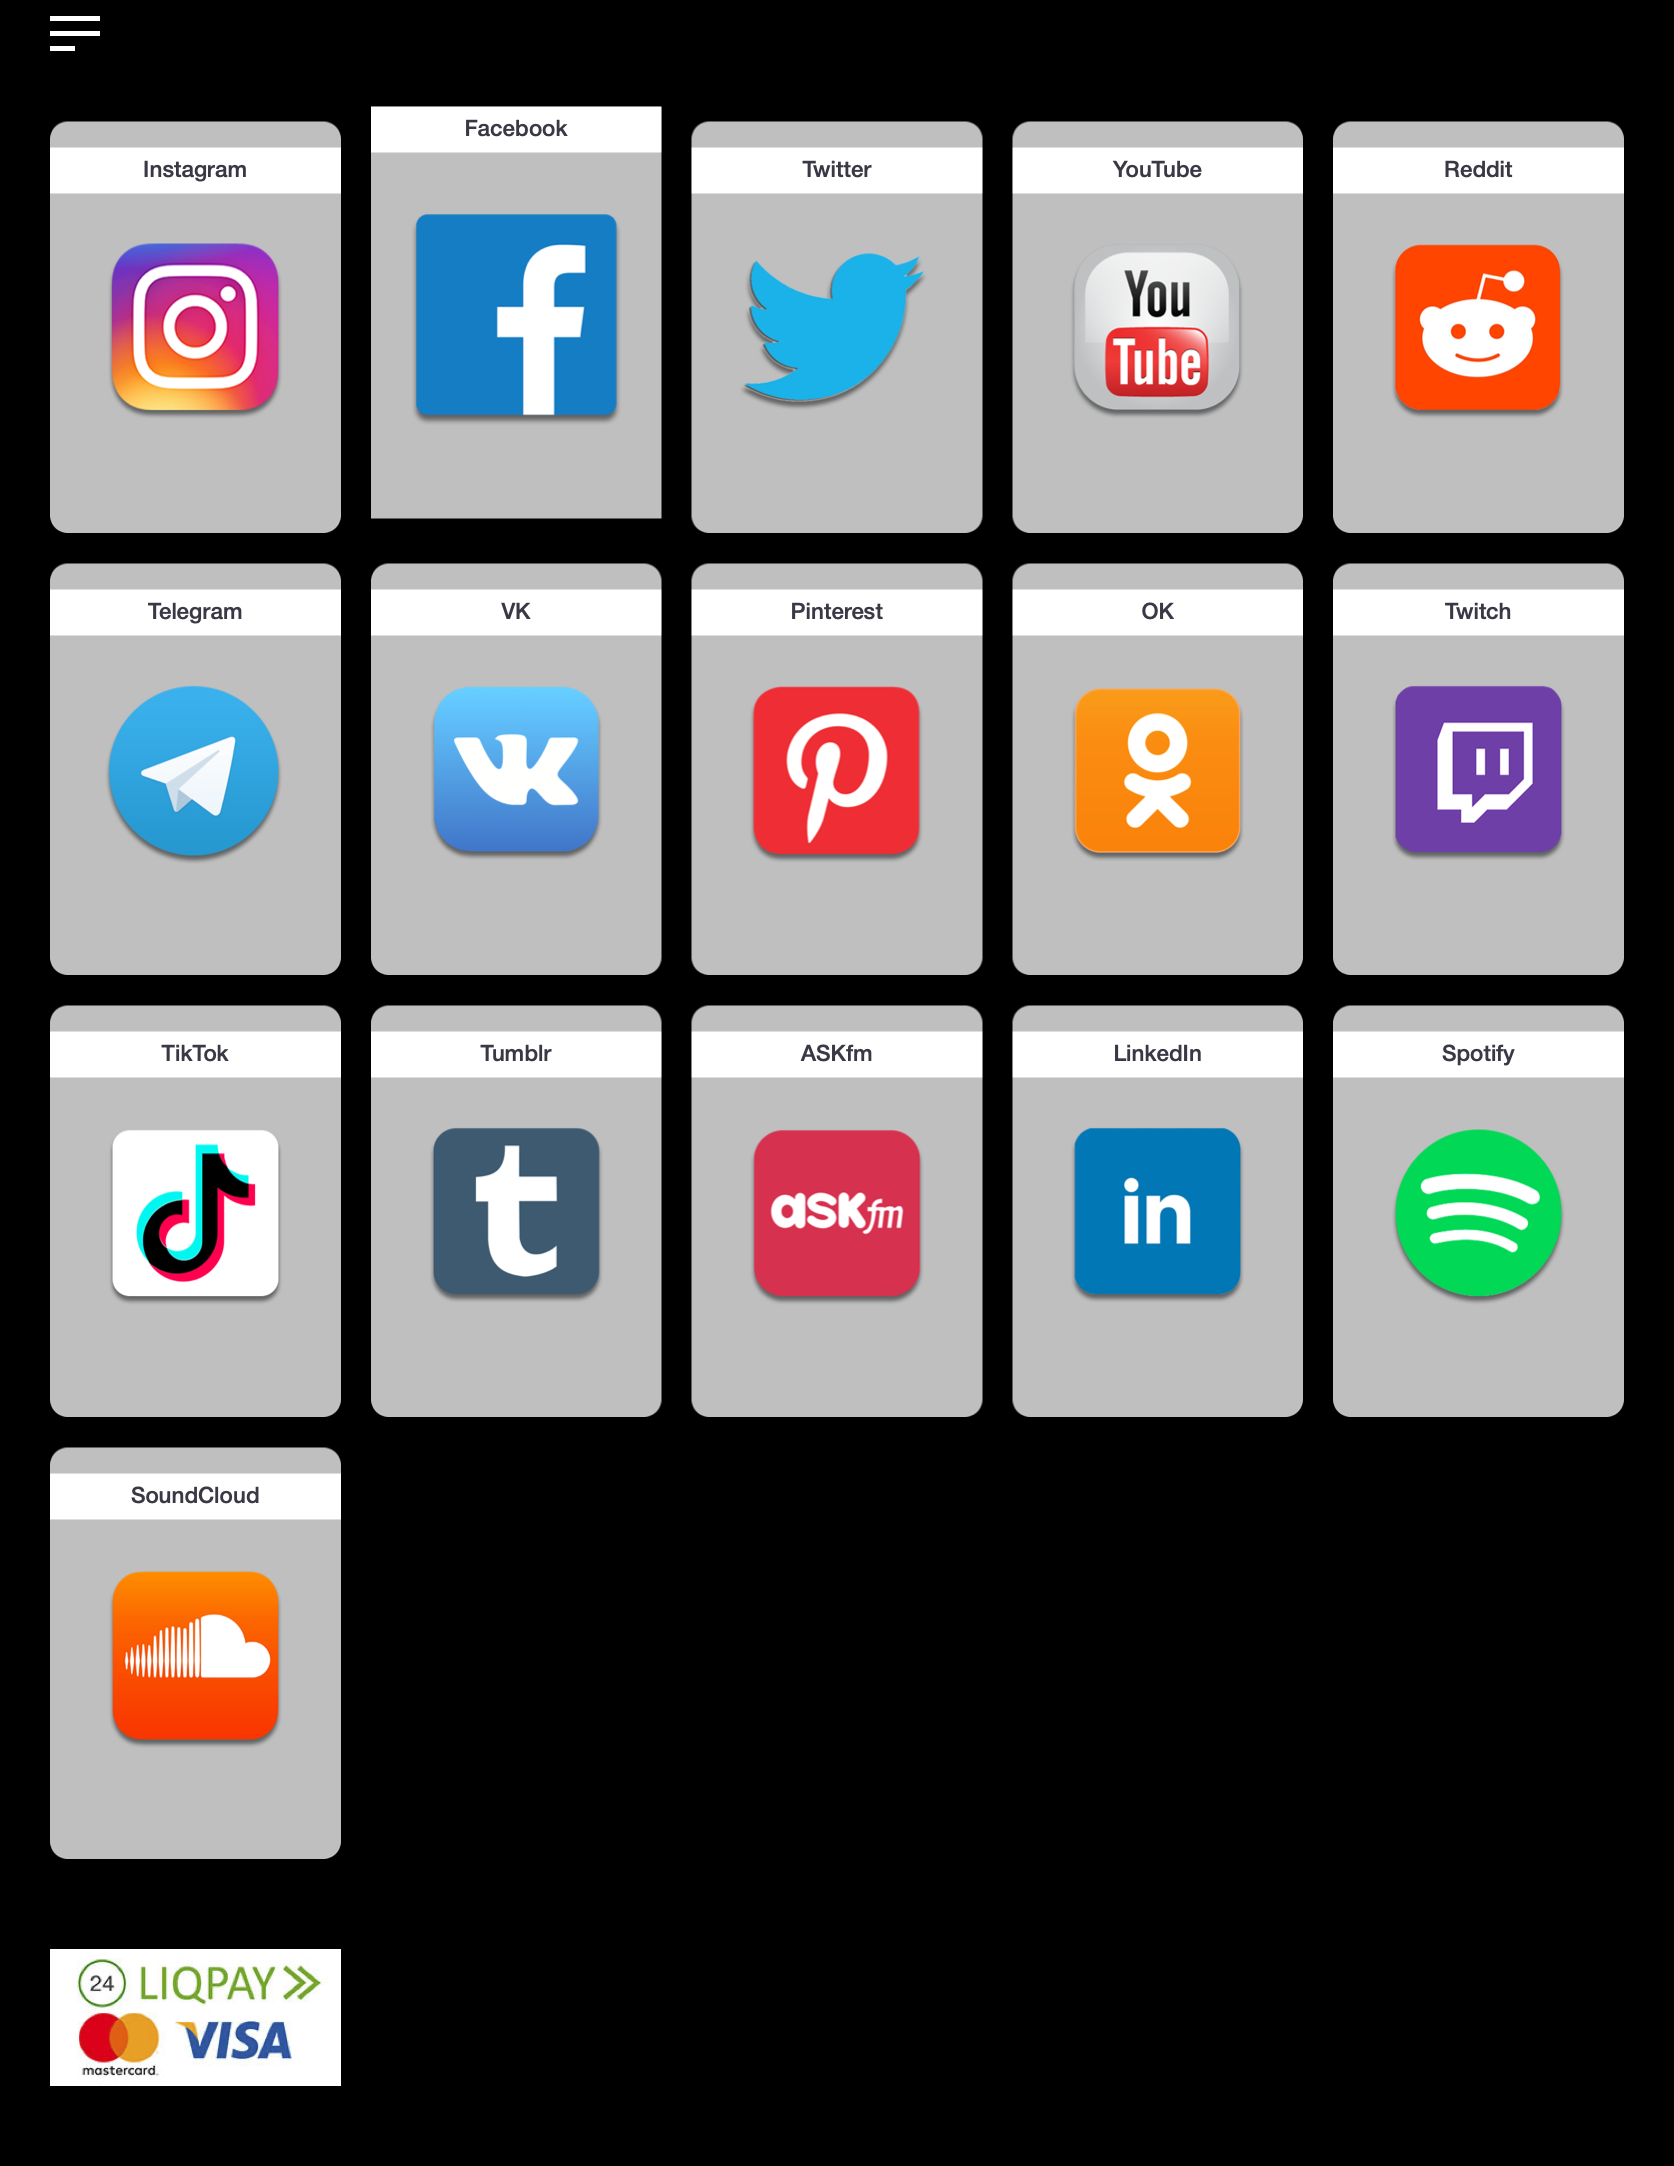 Instagram
Facebook
Twitter
YouTube
Reddit
You
Tube
Telegram
VK
Pinterest
OK
Twitch
TikTok
Tumblr
ASKfm
LinkedIn
Spotify
askfm
in
SoundCloud
24 LIQPAY
mastercard
VISA